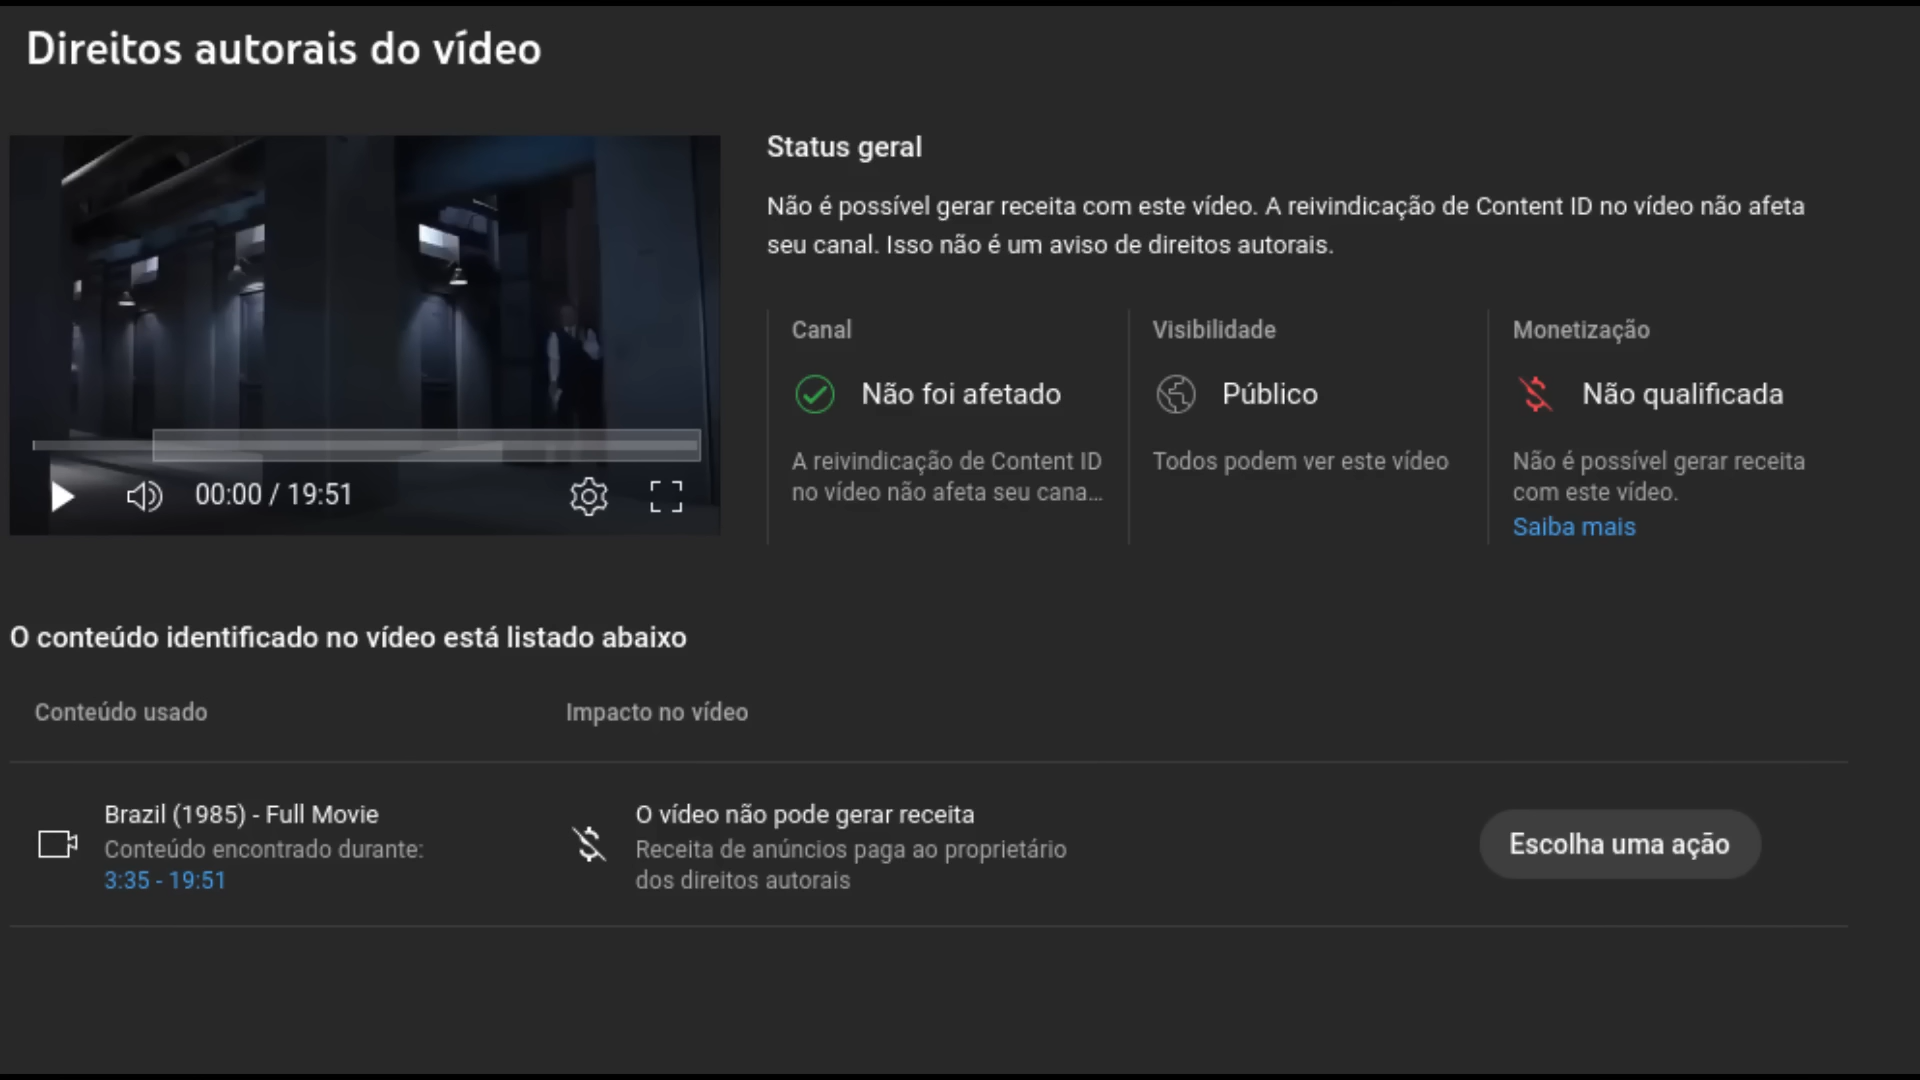 Direitos autorais do vídeo
Status geral
Não é possível gerar receita com este vídeo. A reivindicação de Content ID no vídeo não afeta
seu canal. Isso não é um aviso de direitos autorais.
Canal
Não foi afetado
A reivindicação de Content ID
no vídeo não afeta seu cana...
Visibilidade
Público
Todos podem ver este vídeo
Monetização
Não qualificada
Não é possível gerar receita
com este vídeo.
Saiba mais
00:00 / 19:51
O conteúdo identificado no vídeo está listado abaixo
Conteúdo usado
Impacto no vídeo
Brazil (1985) - Full Movie
Conteúdo encontrado durante:
3:35 - 19:51
O vídeo não pode gerar receita
Receita de anúncios paga ao proprietário
dos direitos autorais
Escolha uma ação